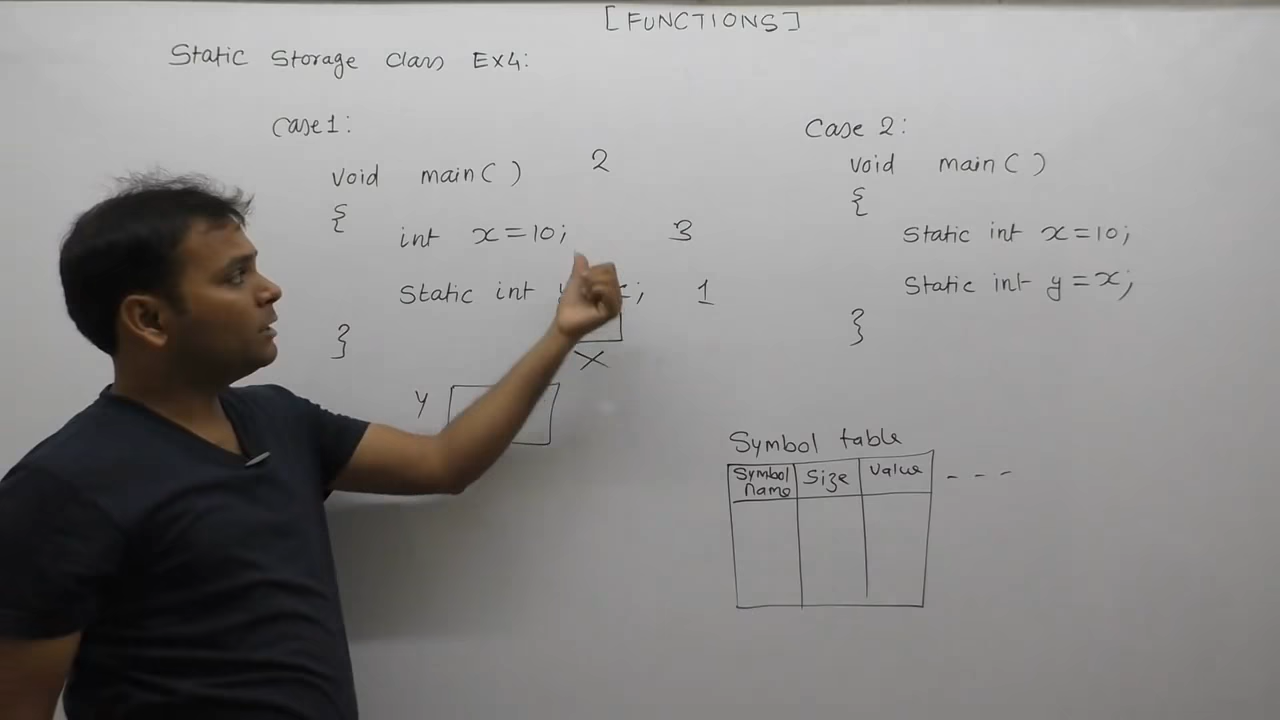 [FUNCTIONS]
Static Storage Class Ex4:
Case1:
void main( ) 2
{
int x=10; 3
Static int ; 1
}
X
y
Case 2:
void main( )
{
Static int x=10;
Static int y=x;
}
Symbol table
Symbol name Size Value - - -